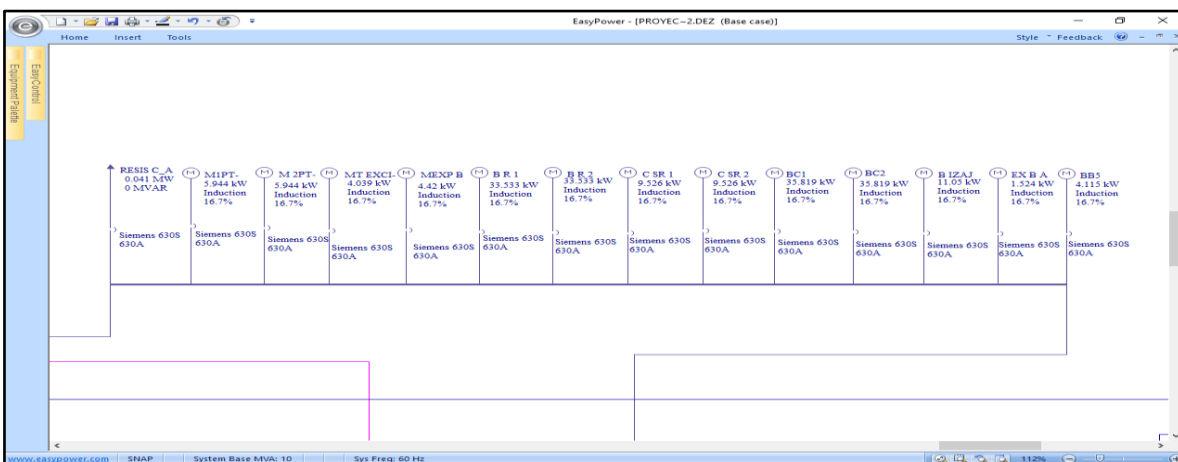 EasyPower - [PROYEC~2.DEZ (Base case)]
Home Insert Tools
Style Feedback
Equipment Palette
EasyControl
RESIS C_A
0.041 MW
0 MVAR
Siemens 630S
630A
M1PT-
5.944 kW
Induction
16.7%
Siemens 630S
630A
M 2PT-
5.944 kW
Induction
16.7%
Siemens 630S
630A
MT EXCI-
4.039 kW
Induction
16.7%
Siemens 630S
630A
MEXP B
4.42 kW
Induction
16.7%
Siemens 630S
630A
B R 1
33.533 kW
Induction
16.7%
Siemens 630S
630A
B R 2
33.533 kW
Induction
16.7%
Siemens 630S
630A
C SR 1
9.526 kW
Induction
16.7%
Siemens 630S
630A
C SR 2
9.526 kW
Induction
16.7%
Siemens 630S
630A
BC1
35.819 kW
Induction
16.7%
Siemens 630S
630A
BC2
35.819 kW
Induction
16.7%
Siemens 630S
630A
B IZAJ
11.05 kW
Induction
16.7%
Siemens 630S
630A
EX B A
1.524 kW
Induction
16.7%
Siemens 630S
630A
BB5
4.115 kW
Induction
16.7%
Siemens 630S
630A
www.easypower.com SNAP System Base MVA: 10 Sys Freq: 60 Hz 112%